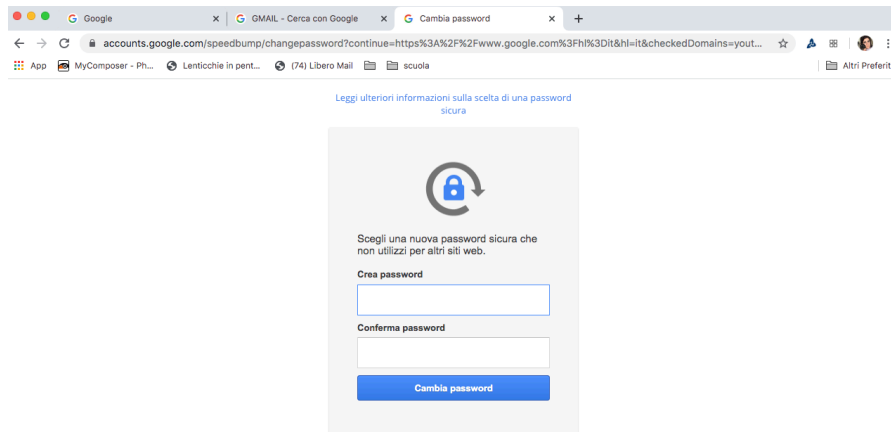 Google
GMAIL - Cerca con Google
Cambia password
accounts.google.com/speedbump/changepassword?continue=https%3A%2F%2Fwww.google.com%3Fhl%3Dit&hl=it&checkedDomains=yout...
App MyComposer - Ph... Lenticchie in pent... (74) Libero Mail scuola Altri Preferit
Leggi ulteriori informazioni sulla scelta di una password
sicura
Scegli una nuova password sicura che
non utilizzi per altri siti web.
Crea password
Conferma password
Cambia password